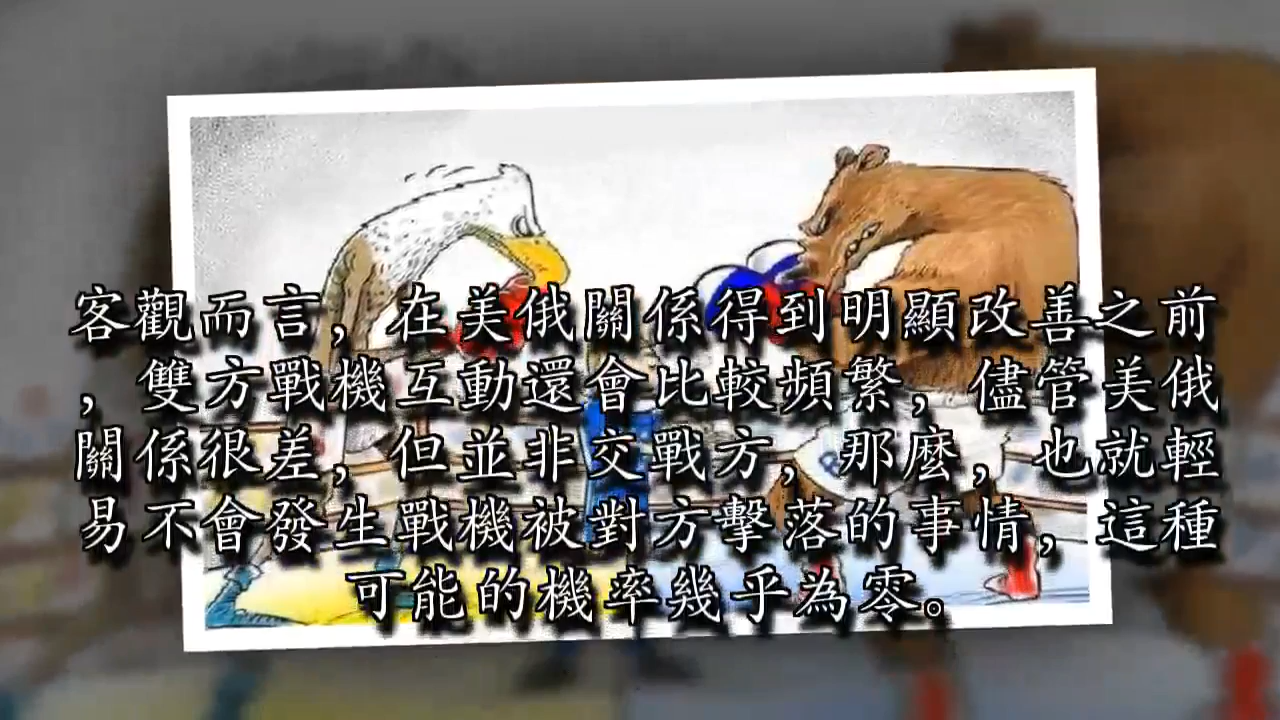 客觀而言，在美俄關係得到明顯改善之前
，雙方戰機互動還會比較頻繁，儘管美俄
關係很差，但並非交戰方，那麼，也就輕
易不會發生戰機被對方擊落的事情，這種
可能的機率幾乎為零。